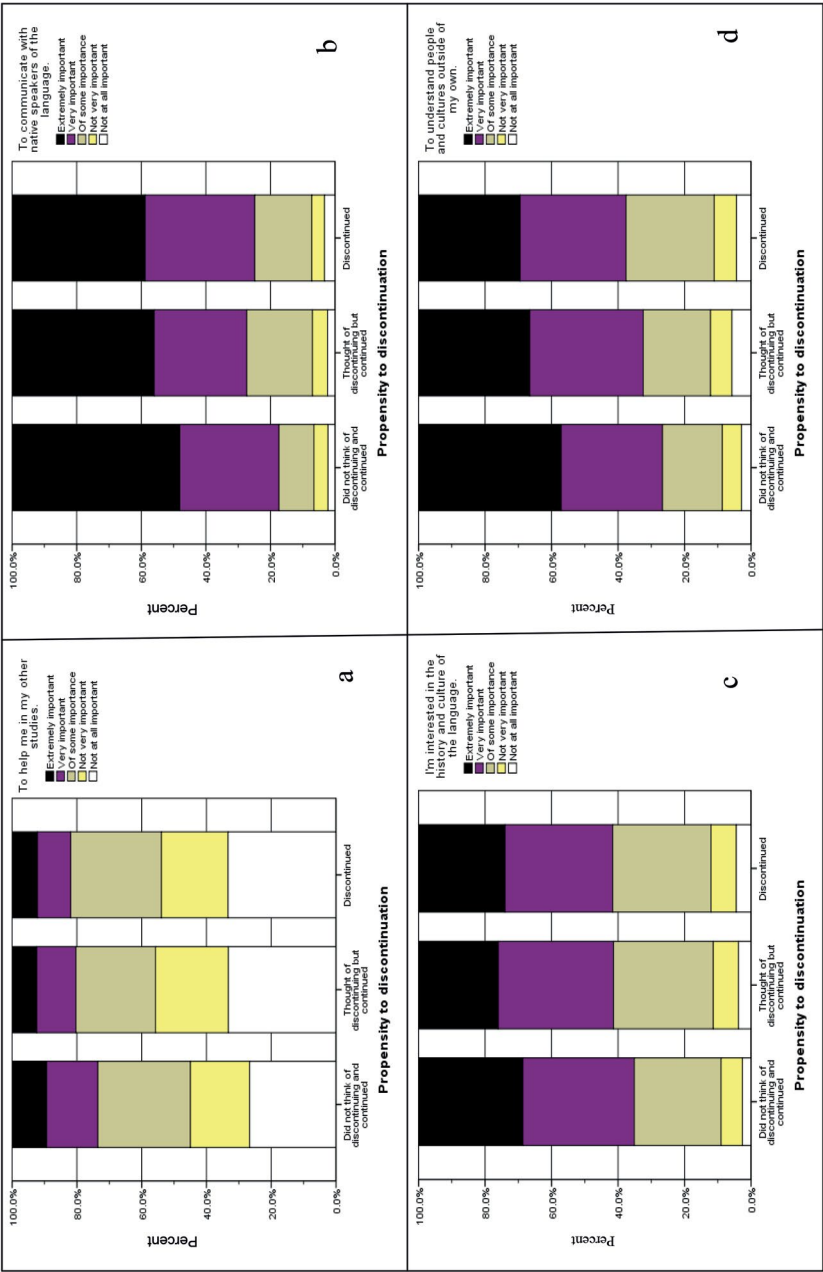 To help me in my other
studies.
Extremely important
Very important
Of some importance
Not very important
Not at all important
a
Percent
100.0%
80.0%
60.0%
40.0%
20.0%
0.0%
Did not think of
discontinuing and
continued
Thought of
discontinuing but
continued
Discontinued
Propensity to discontinuation
To communicate with
native speakers of the
language.
Extremely important
Very important
Of some importance
Not very important
Not at all important
b
Percent
100.0%
80.0%
60.0%
40.0%
20.0%
0.0%
Did not think of
discontinuing and
continued
Thought of
discontinuing but
continued
Discontinued
Propensity to discontinuation
I'm interested in the
history and culture of
the language.
Extremely important
Very important
Of some importance
Not very important
Not at all important
c
Percent
100.0%
80.0%
60.0%
40.0%
20.0%
0.0%
Did not think of
discontinuing and
continued
Thought of
discontinuing but
continued
Discontinued
Propensity to discontinuation
To understand people
and cultures outside of
my own.
Extremely important
Very important
Of some importance
Not very important
Not at all important
d
Percent
100.0%
80.0%
60.0%
40.0%
20.0%
0.0%
Did not think of
discontinuing and
continued
Thought of
discontinuing but
continued
Discontinued
Propensity to discontinuation